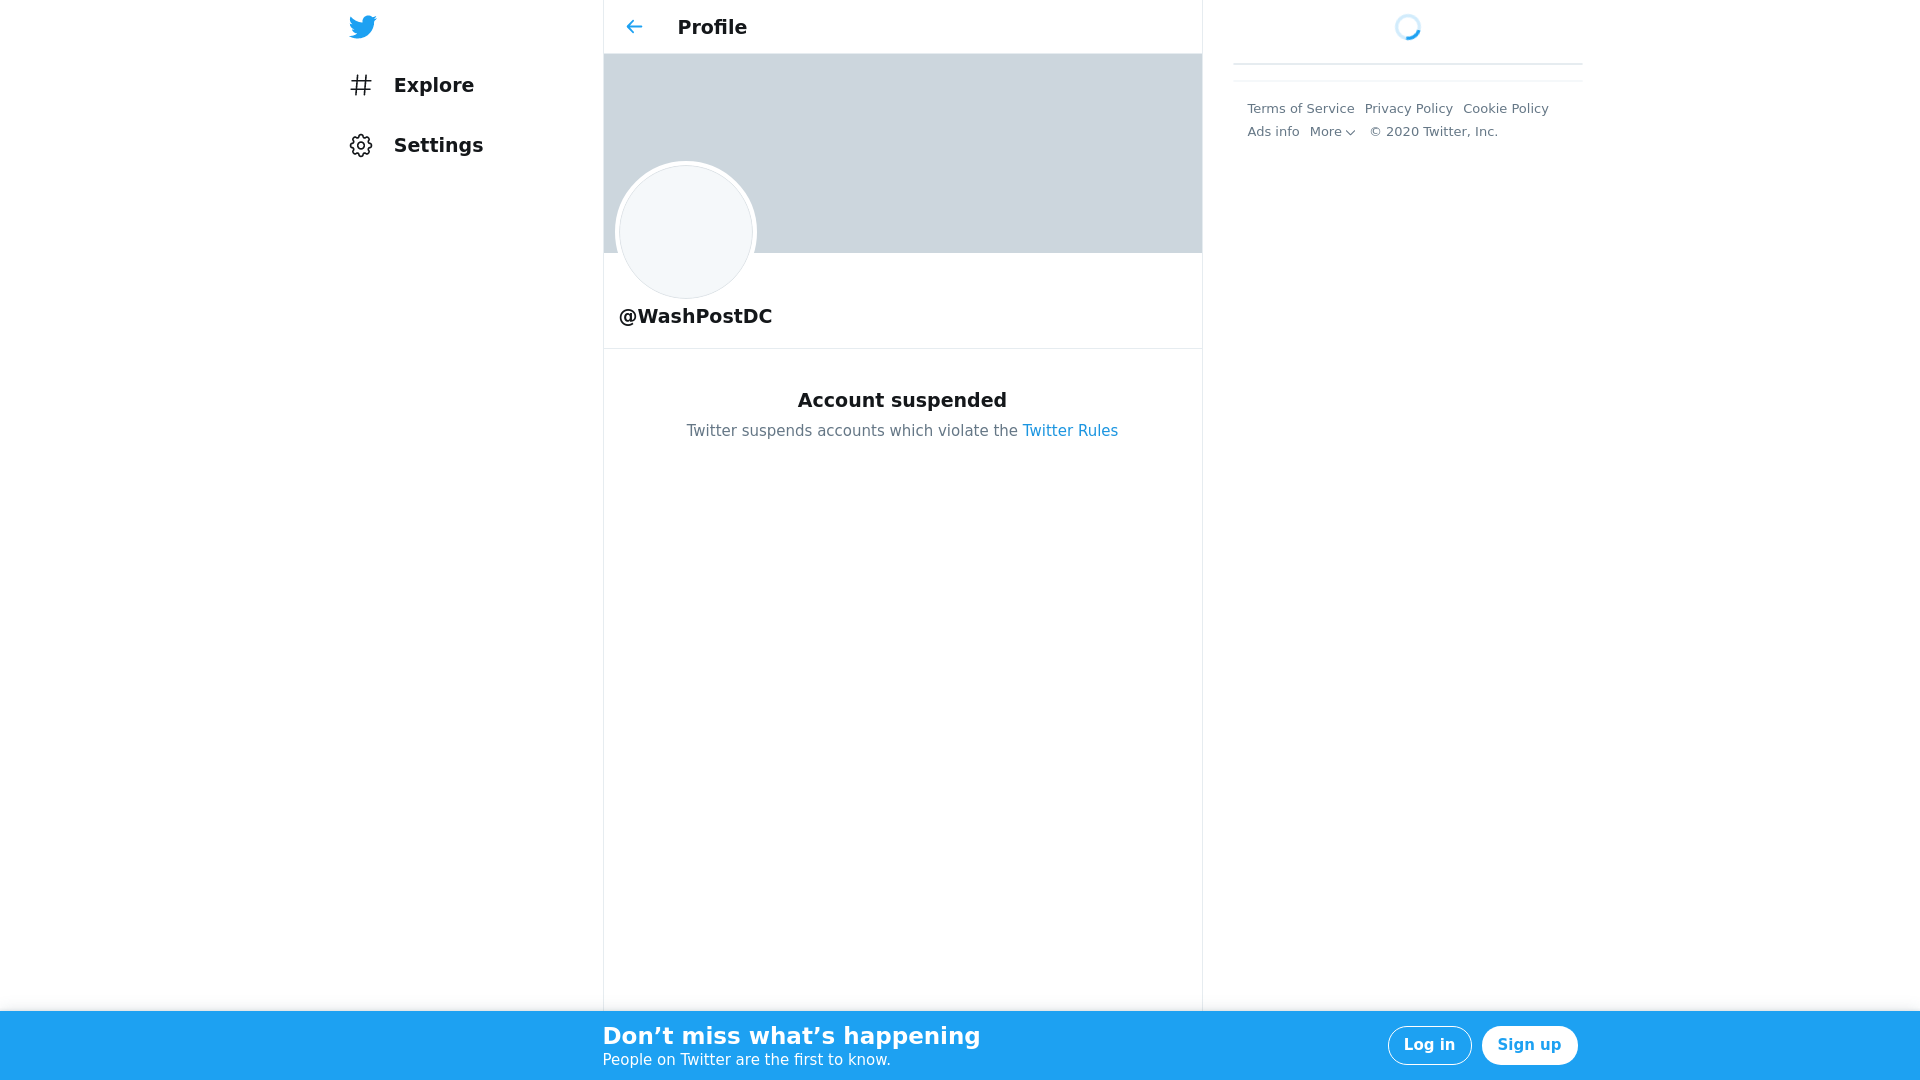 Explore
Settings
Profile
@WashPostDC
Account suspended
Twitter suspends accounts which violate the Twitter Rules
Terms of Service Privacy Policy Cookie Policy
Ads info More © 2020 Twitter, Inc.
Don’t miss what’s happening
People on Twitter are the first to know.
Log in
Sign up